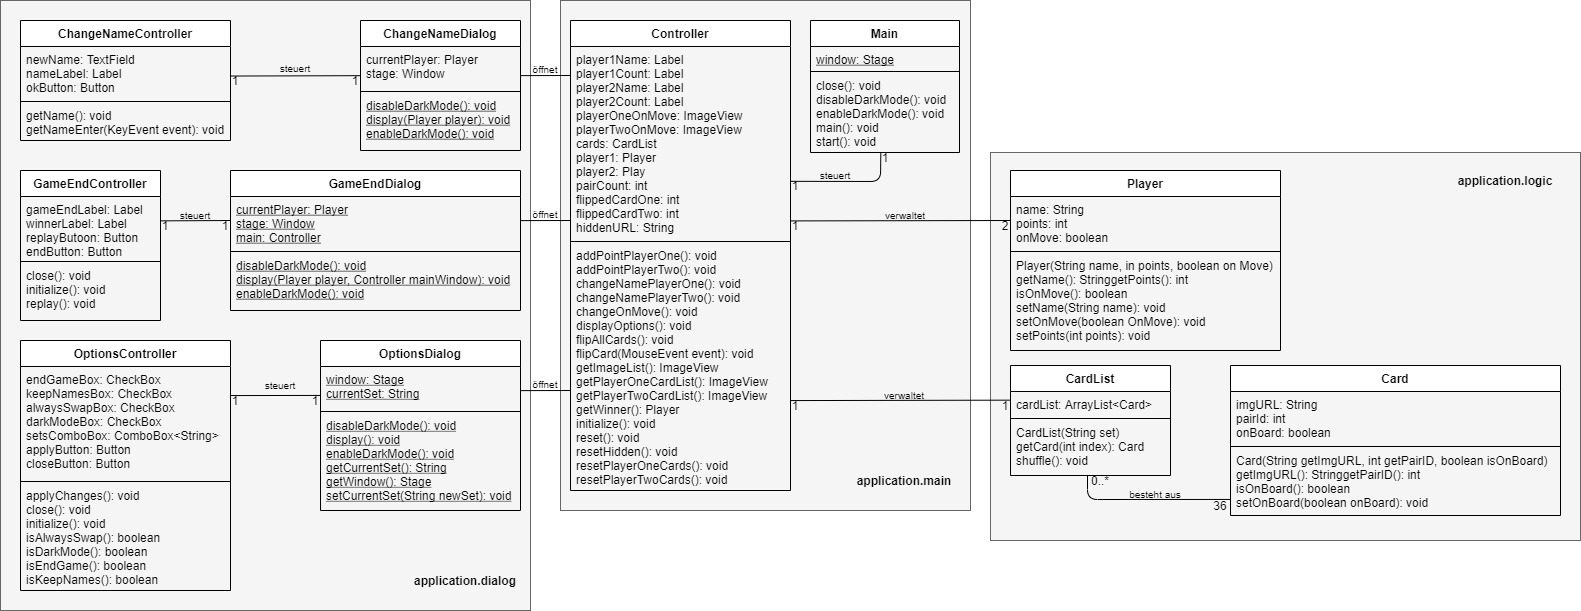 ChangeNameController
newName: TextField
nameLabel: Label
okButton: Button
getName(): void
getNameEnter(KeyEvent event): void
steuert
1
1
ChangeNameDialog
currentPlayer: Player
stage: Window
disableDarkMode(): void
display(Player player): void
enableDarkMode(): void
öffnet
GameEndController
gameEndLabel: Label
winnerLabel: Label
replayButoon: Button
endButton: Button
close(): void
initialize(): void
replay(): void
steuert
1
1
GameEndDialog
currentPlayer: Player
stage: Window
main: Controller
disableDarkMode(): void
display(Player player, Controller mainWindow): void
enableDarkMode(): void
öffnet
OptionsController
endGameBox: CheckBox
keepNamesBox: CheckBox
alwaySwapBox: CheckBox
darkModeBox: CheckBox
setsComboBox: ComboBox<String>
applyButton: Button
closeButton: Button
applyChanges(): void
close(): void
initialize(): void
isAlwaySwap(): boolean
isDarkMode(): boolean
isEndGame(): boolean
isKeepNames(): boolean
steuert
1
1
OptionsDialog
window: Stage
currentSet: String
disableDarkMode(): void
display(): void
enableDarkMode(): void
getCurrentSet(): String
getWindow(): Stage
setCurrentSet(String newSet): void
öffnet
application.dialog
Controller
player1Name: Label
player1Count: Label
player2Name: Label
player2Count: Label
playerOneOnMove: ImageView
playerTwoOnMove: ImageView
cards: CardList
player1: Player
player2: Play
pairCount: int
flippedCardOne: int
flippedCardTwo: int
hiddenURL: String
addPointPlayerOne(): void
addPointPlayerTwo(): void
changeNamePlayerOne(): void
changeNamePlayerTwo(): void
changeOnMove(): void
displayOptions(): void
flipAllCards(): void
flipCard(MouseEvent event): void
getImageList(): ImageView
getPlayerOneCardList(): ImageView
getPlayerTwoCardList(): ImageView
getWinner(): Player
initialize(): void
reset(): void
resetHidden(): void
resetPlayerOneCards(): void
resetPlayerTwoCards(): void
Main
window: Stage
close(): void
disableDarkMode(): void
enableDarkMode(): void
main(): void
start(): void
1
steuert
1
verwaltet
1
2
verwaltet
1
1
application.main
application.logic
Player
name: String
points: int
onMove: boolean
Player(String name, in points, boolean on Move)
getName(): StringgetPoints(): int
isOnMove(): boolean
setName(String name): void
setOnMove(boolean OnMove): void
setPoints(int points): void
CardList
cardList: ArrayList<Card>
CardList(String set)
getCard(int index): Card
shuffle(): void
0..*
besteht aus
36
Card
imgURL: String
pairId: int
onBoard: boolean
Card(String getImgURL, int getPairID, boolean isOnBoard)
getImgURL(): StringgetPairID(): int
isOnBoard(): boolean
setOnBoard(boolean onBoard): void